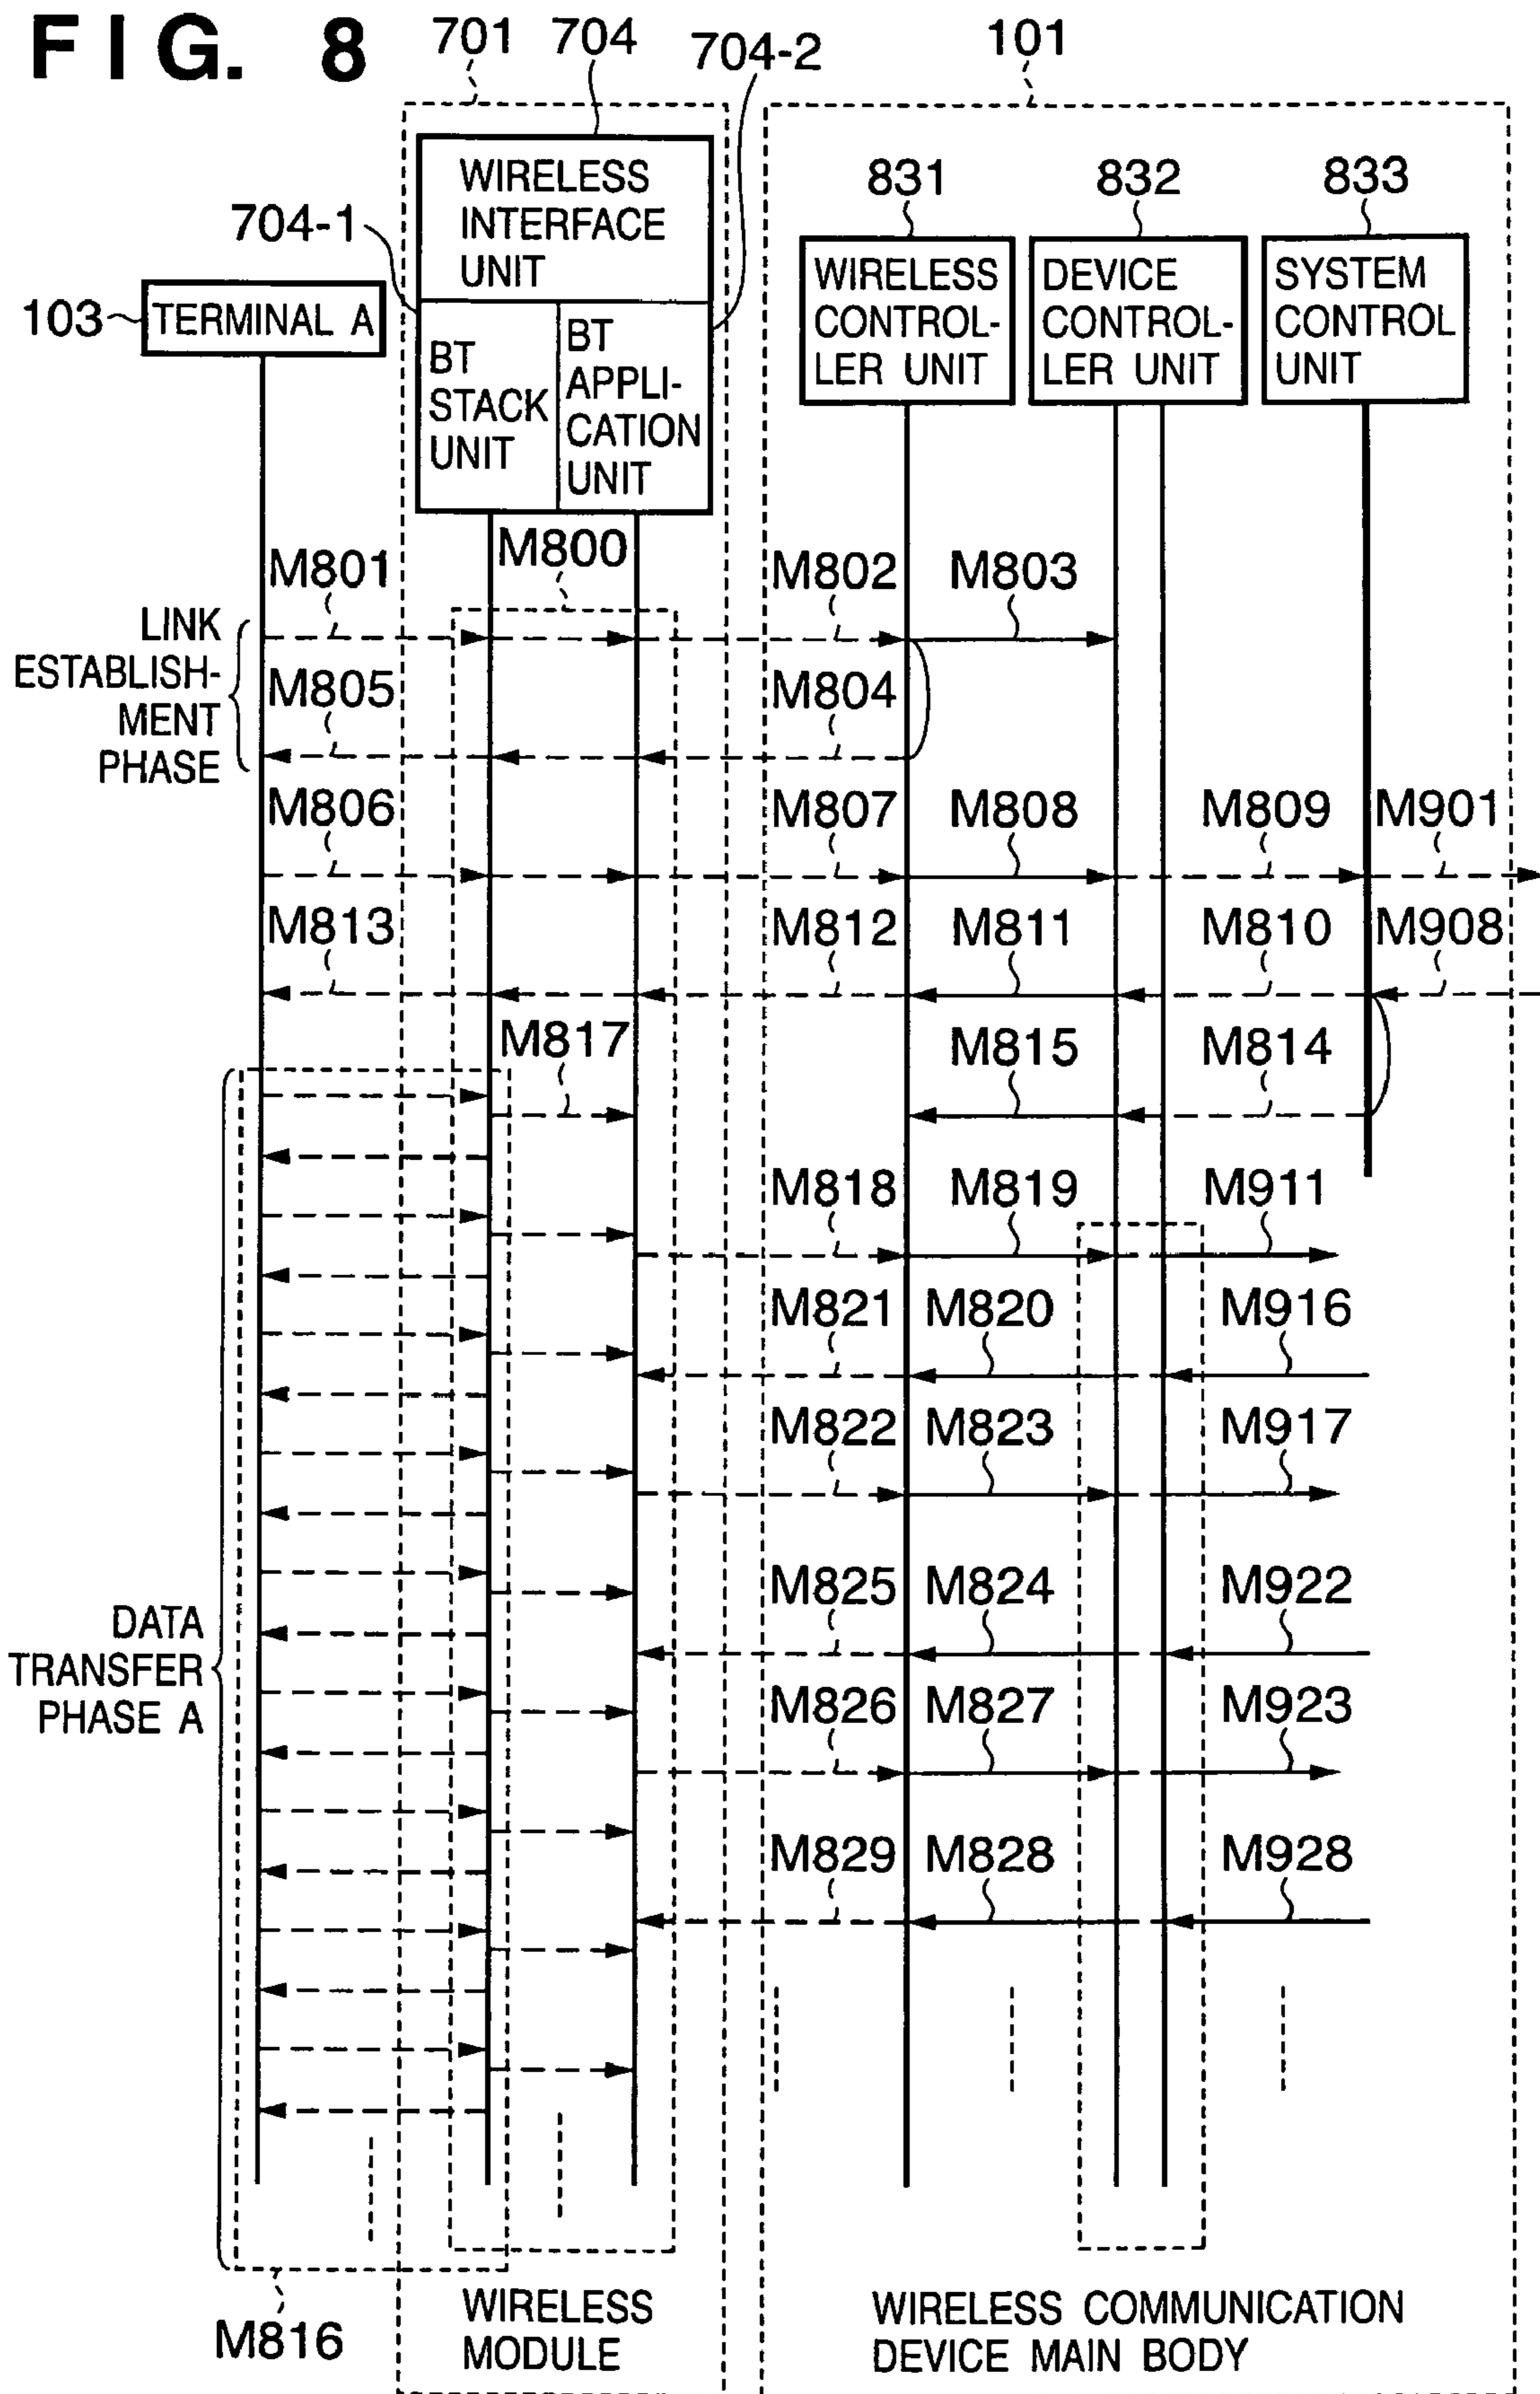 FIG. 8
701
704
704-2
101
WIRELESS
INTERFACE
UNIT
704-1
831
832
833
103
TERMINAL A
BT
STACK
UNIT
BT
APPLI-
CATION
UNIT
WIRELESS
CONTROL-
LER UNIT
DEVICE
CONTROL-
LER UNIT
SYSTEM
CONTROL
UNIT
M800
M801
M802
M803
LINK
ESTABLISH-
MENT
PHASE
M805
M804
M806
M807
M808
M809
M901
M813
M812
M811
M810
M908
M817
M815
M814
M818
M819
M911
M821
M820
M916
M822
M823
M917
DATA
TRANSFER
PHASE A
M825
M824
M922
M826
M827
M923
M829
M828
M928
M816
WIRELESS
MODULE
WIRELESS COMMUNICATION
DEVICE MAIN BODY